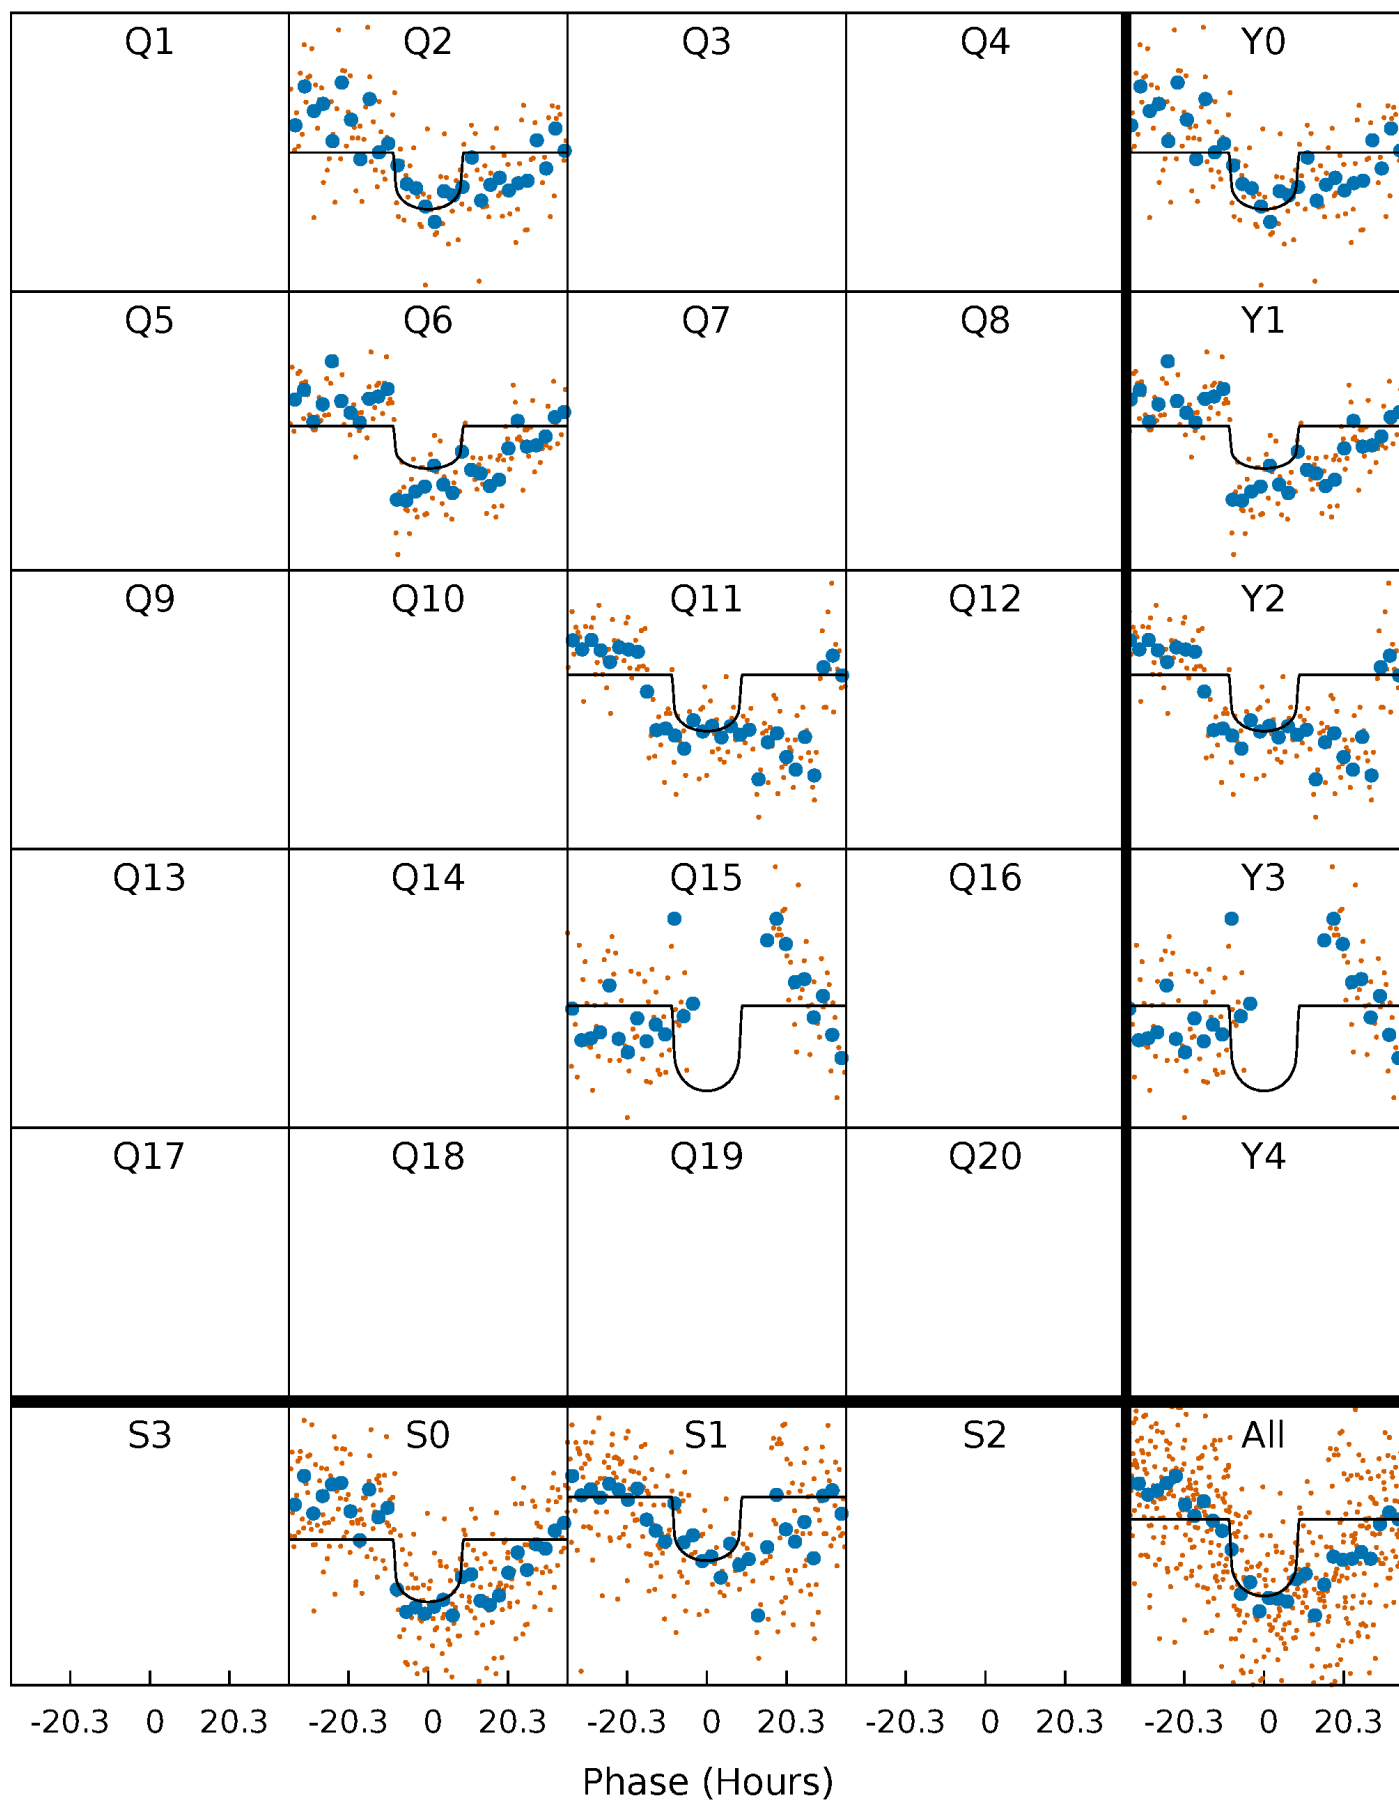 Q1 Q2 Q3 Q4 Y0
Q5 Q6 Q7 Q8 Y1
Q9 Q10 Q11 Q12 Y2
Q13 Q14 Q15 Q16 Y3
Q17 Q18 Q19 Q20 Y4
S3 S0 S1 S2 All
-20.3 0 20.3 -20.3 0 20.3 -20.3 0 20.3 -20.3 0 20.3 -20.3 0 20.3
Phase (Hours)